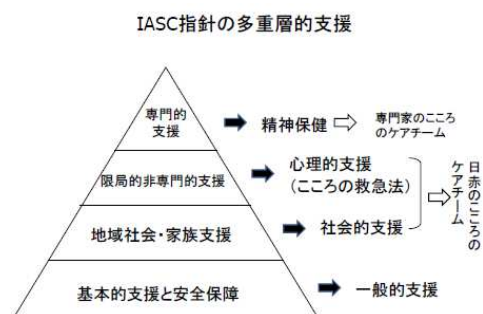 IASC指針の多重層的支援
専門的
支援
精神保健
専門家のこころ
のケアチーム
限局的非専門的支援
心理的支援
(こころの救急法)
日赤のこころの
ケアチーム
地域社会・家族支援
社会的支援
基本的支援と安全保障
一般的支援